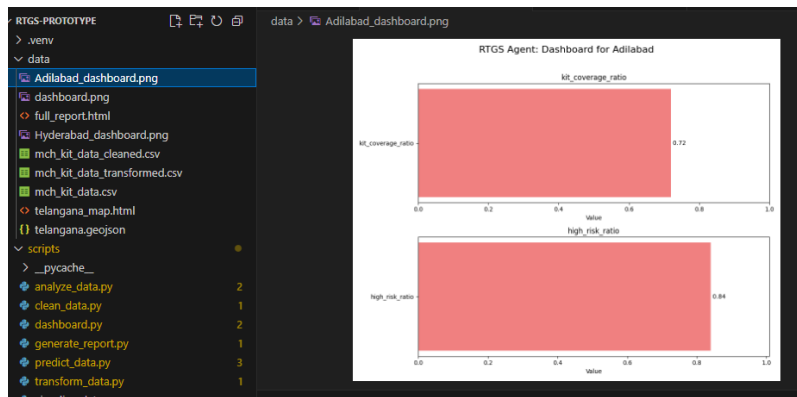 RTGS-PROTOTYPE
.venv
data
Adilabad_dashboard.png
dashboard.png
full_report.html
Hyderabad_dashboard.png
mch_kit_data_cleaned.csv
mch_kit_data_transformed.csv
mch_kit_data.csv
telangana_map.html
telangana.geojson
scripts
__pycache__
analyze_data.py 2
clean_data.py 1
dashboard.py 2
generate_report.py 1
predict_data.py 3
transform_data.py 1
data > Adilabad_dashboard.png
RTGS Agent: Dashboard for Adilabad
kit_coverage_ratio
kit_coverage_ratio
0.72
0.0 0.2 0.4 0.6 0.8 1.0
Value
high_risk_ratio
high_risk_ratio
0.84
0.0 0.2 0.4 0.6 0.8 1.0
Value